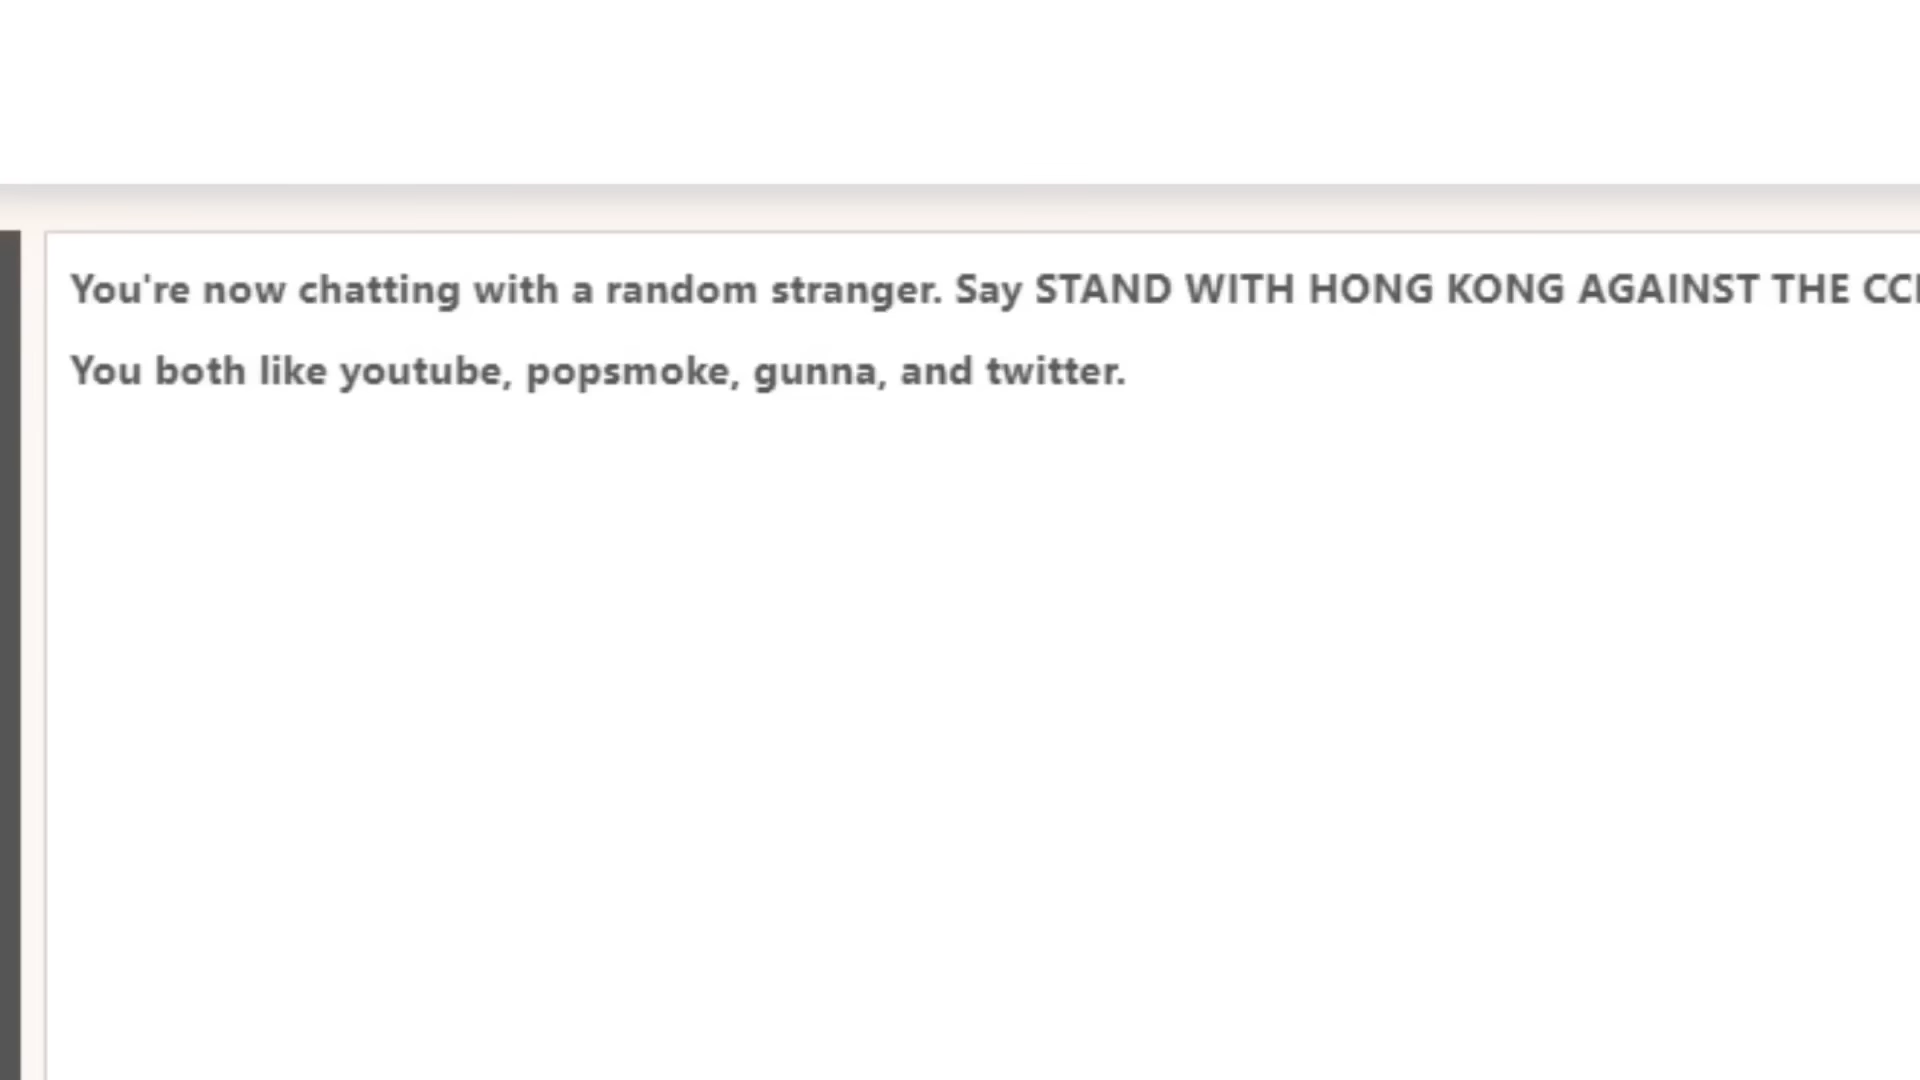 You're now chatting with a random stranger. Say STAND WITH HONG KONG AGAINST THE
You both like youtube, popsmoke, gunna, and twitter.